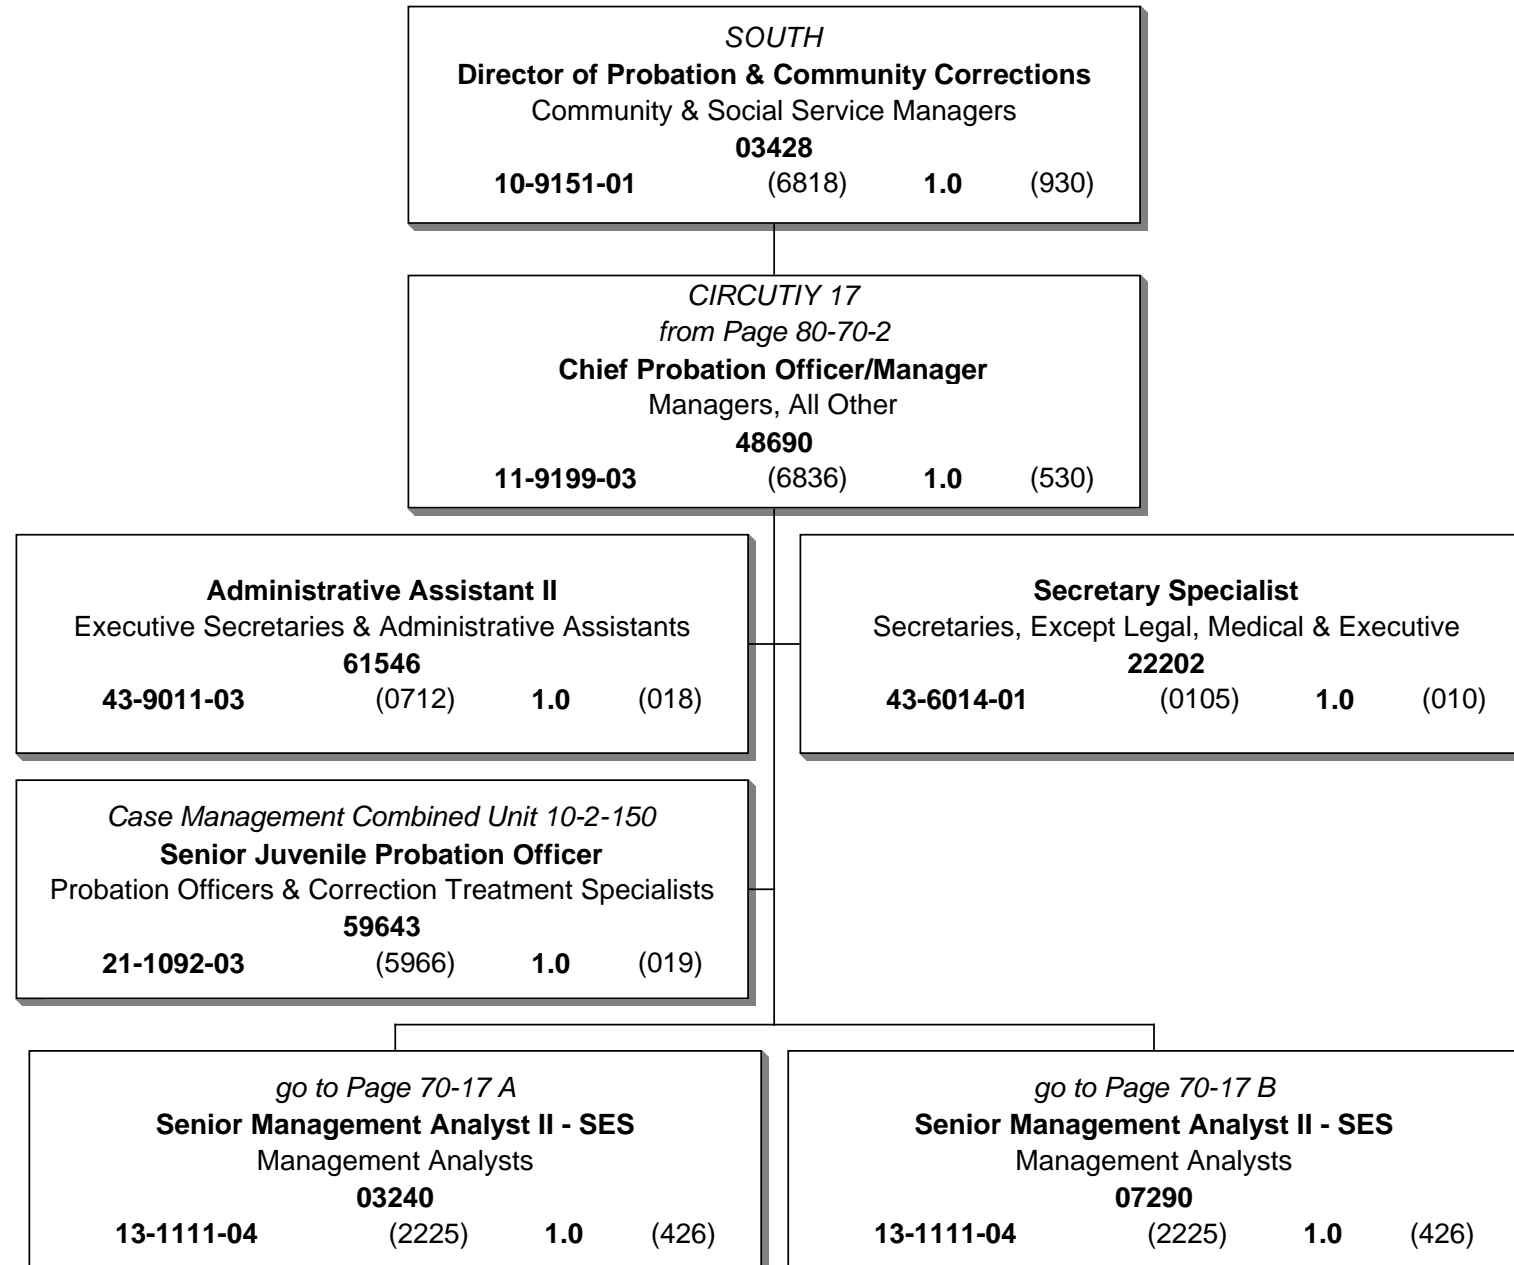 SOUTH
Director of Probation & Community Corrections
Community & Social Service Managers
03428
10-9151-01 (6818) 1.0 (930)
CIRCUTIY 17
from Page 80-70-2
Chief Probation Officer/Manager
Managers, All Other
48690
11-9199-03 (6836) 1.0 (530)
Administrative Assistant II
Executive Secretaries & Administrative Assistants
61546
43-9011-03 (0712) 1.0 (018)
Secretary Specialist
Secretaries, Except Legal, Medical & Executive
22202
43-6014-01 (0105) 1.0 (010)
Case Management Combined Unit 10-2-150
Senior Juvenile Probation Officer
Probation Officers & Correction Treatment Specialists
59643
21-1092-03 (5966) 1.0 (019)
go to Page 70-17 A
Senior Management Analyst II - SES
Management Analysts
03240
13-1111-04 (2225) 1.0 (426)
go to Page 70-17 B
Senior Management Analyst II - SES
Management Analysts
07290
13-1111-04 (2225) 1.0 (426)